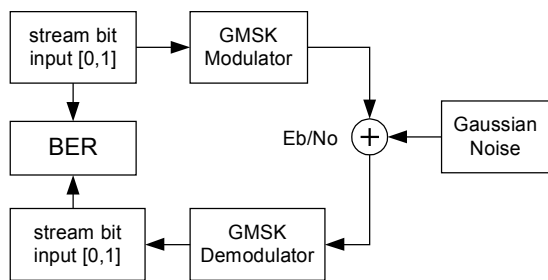 stream bit
input [0,1]
GMSK
Modulator
BER
Eb/No
+
Gaussian
Noise
stream bit
input [0,1]
GMSK
Demodulator